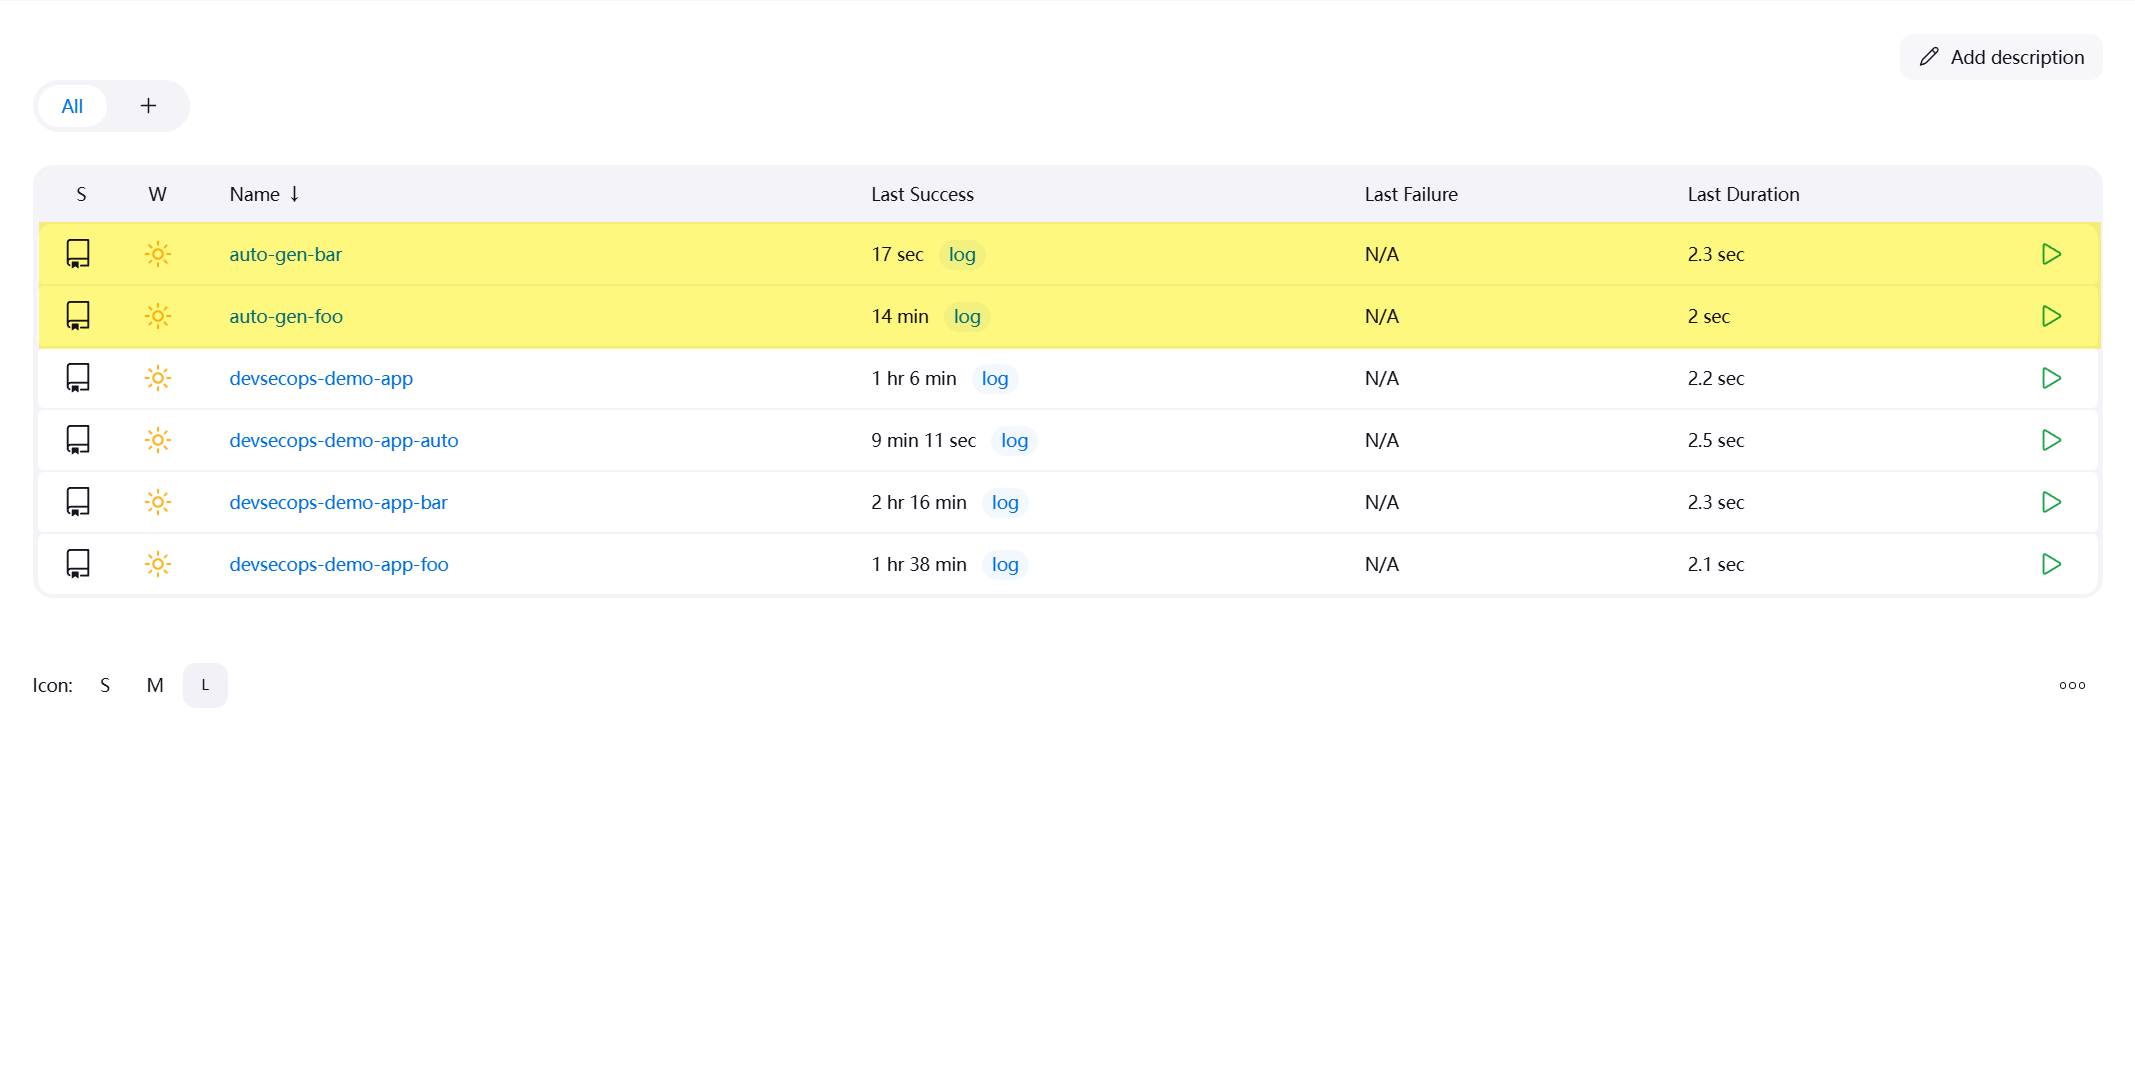 Add description
All +
S W Name ↓ Last Success Last Failure Last Duration
auto-gen-bar 17 sec log N/A 2.3 sec
auto-gen-foo 14 min log N/A 2 sec
devsecops-demo-app 1 hr 6 min log N/A 2.2 sec
devsecops-demo-app-auto 9 min 11 sec log N/A 2.5 sec
devsecops-demo-app-bar 2 hr 16 min log N/A 2.3 sec
devsecops-demo-app-foo 1 hr 38 min log N/A 2.1 sec
Icon: S M L